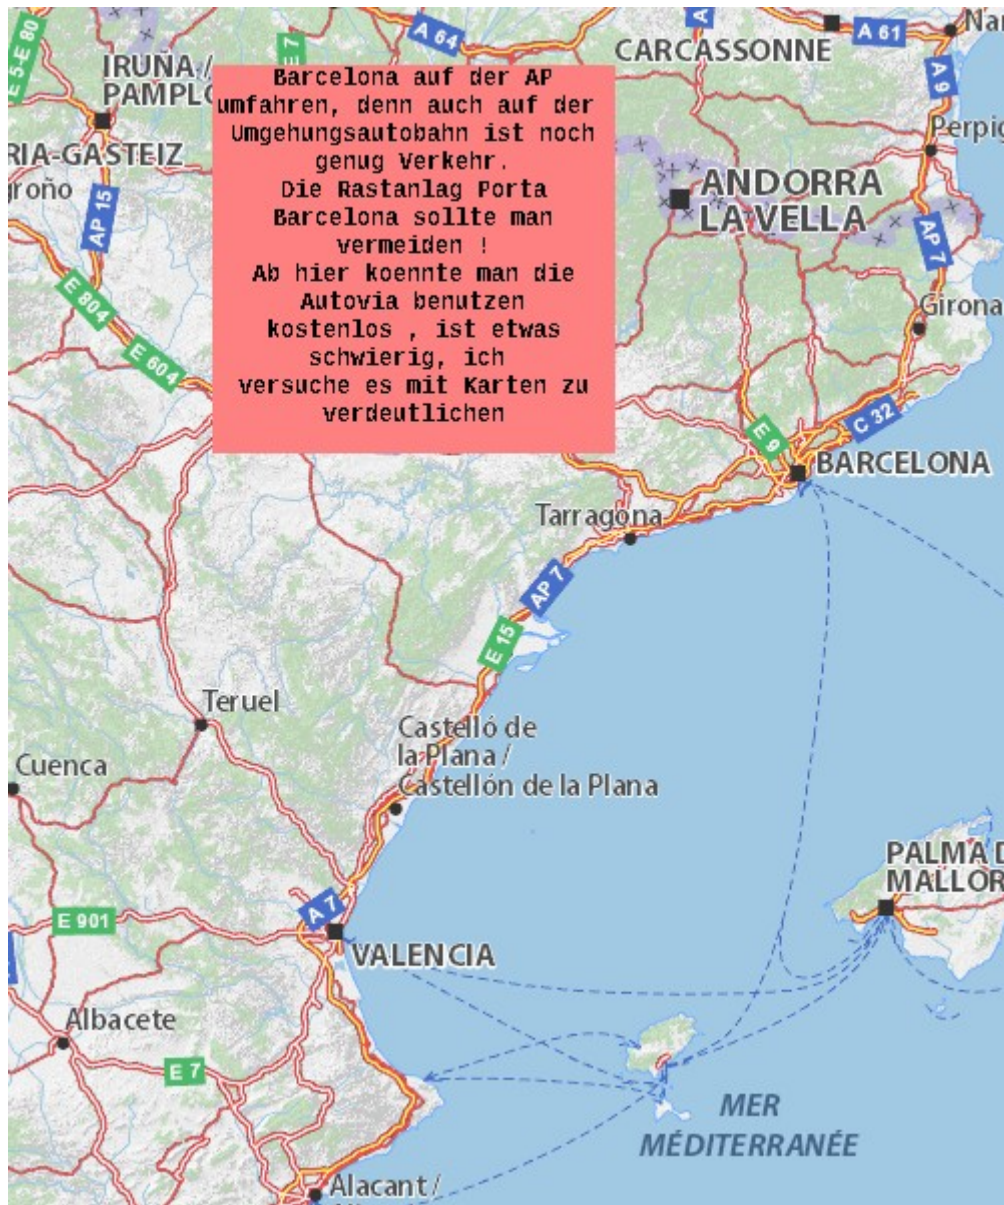 A 64
A
A 61
Nar
E 5-E 80
E 7
CARCASSONNE
IRUÑA /
PAMPLO
A 9
Barcelona auf der AP
umfahren, denn auch auf der
Umgehungsautobahn ist noch
genug Verkehr.
Die Rastanlag Porta
Barcelona sollte man
vermeiden !
Ab hier koennte man die
Autovia benutzen
kostenlos , ist etwas
schwierig, ich
versuche es mit Karten zu
verdeutlichen
Perpig
RIA-GASTEIZ
groño
AP 15
ANDORRA
LA VELLA
AP 7
E 804
Girona
E 604
C 32
E 9
BARCELONA
Tarragona
AP 7
E 15
Teruel
Castelló de
la Plana /
Castellón de la Plana
Cuenca
PALMA D
MALLOR
A 7
E 901
VALENCIA
Albacete
E 7
MER
MÉDITERRANÉE
Alacant /